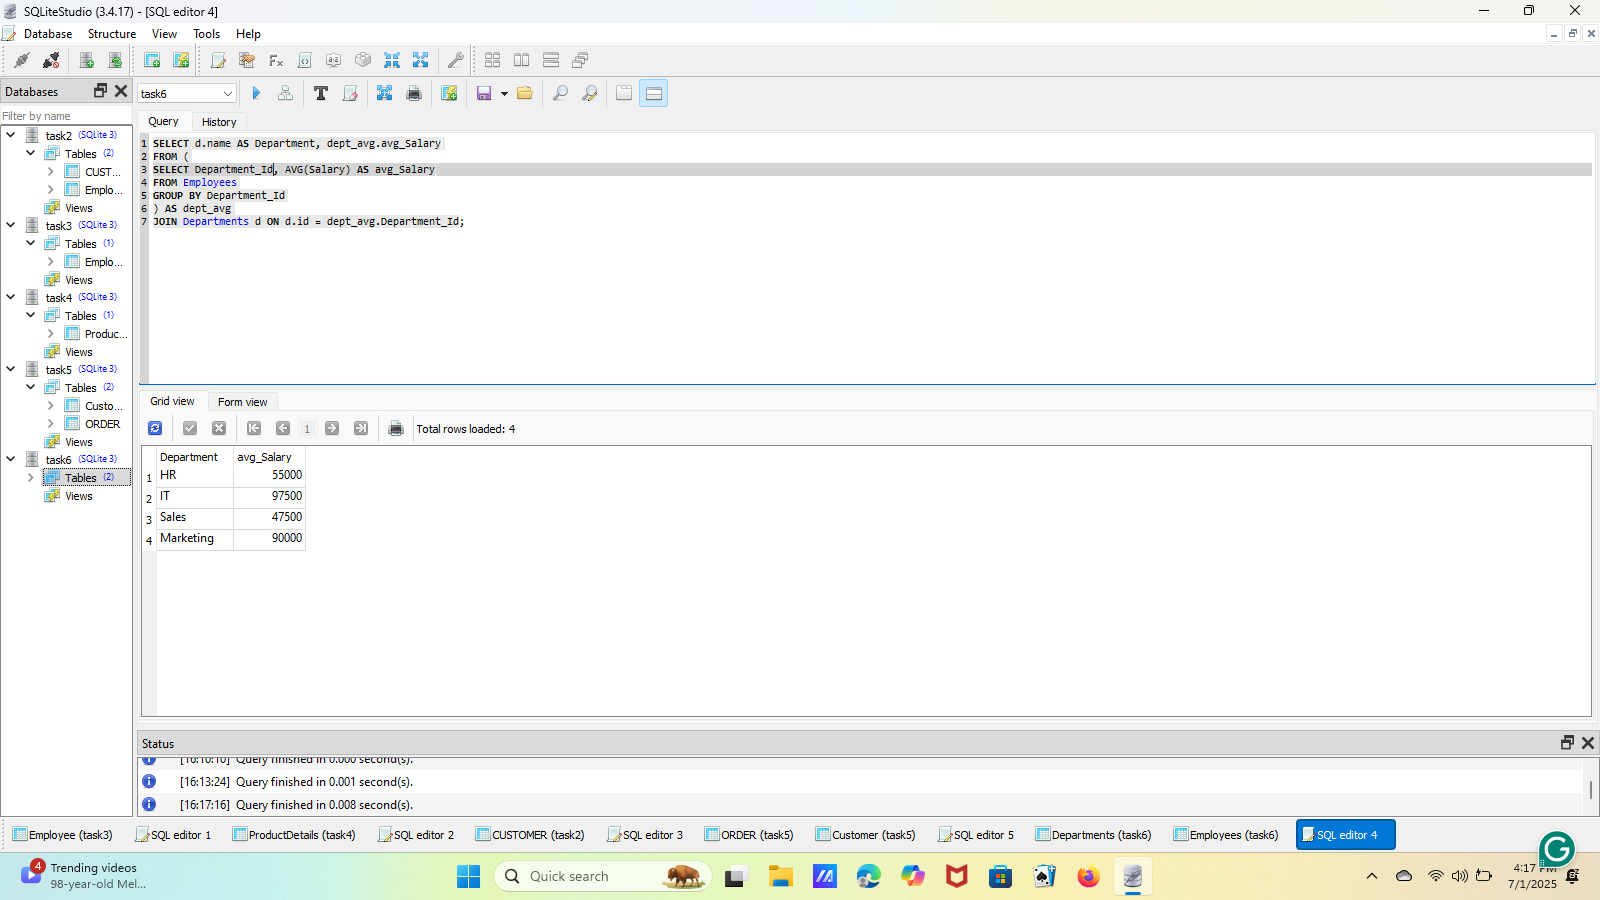 SQLiteStudio (3.4.17) - [SQL editor 4]
Database Structure View Tools Help
Databases
task6
Filter by name
Query History
task2 (SQLite 3)
Tables (2)
CUST...
Emplo...
Views
task3 (SQLite 3)
Tables (1)
Emplo...
Views
task4 (SQLite 3)
Tables (1)
Produc...
Views
task5 (SQLite 3)
Tables (2)
Custo...
ORDER
Views
task6 (SQLite 3)
Tables (2)
Views
1 SELECT d.name AS Department, dept_avg.avg_Salary
2 FROM (
3 SELECT Department_Id, AVG(Salary) AS avg_Salary
4 FROM Employees
5 GROUP BY Department_Id
6 ) AS dept_avg
7 JOIN Departments d ON d.id = dept_avg.Department_Id;
Grid view Form view
1 Total rows loaded: 4
Department avg_Salary
1 HR 55000
2 IT 97500
3 Sales 47500
4 Marketing 90000
Status
[16:10:10] Query finished in 0.000 second(s).
[16:13:24] Query finished in 0.001 second(s).
[16:17:16] Query finished in 0.008 second(s).
Employee (task3) SQL editor 1 ProductDetails (task4) SQL editor 2 CUSTOMER (task2) SQL editor 3 ORDER (task5) Customer (task5) SQL editor 5 Departments (task6) Employees (task6) SQL editor 4
4 Trending videos
98-year-old Mel...
Quick search
4:17 PM
7/1/2025